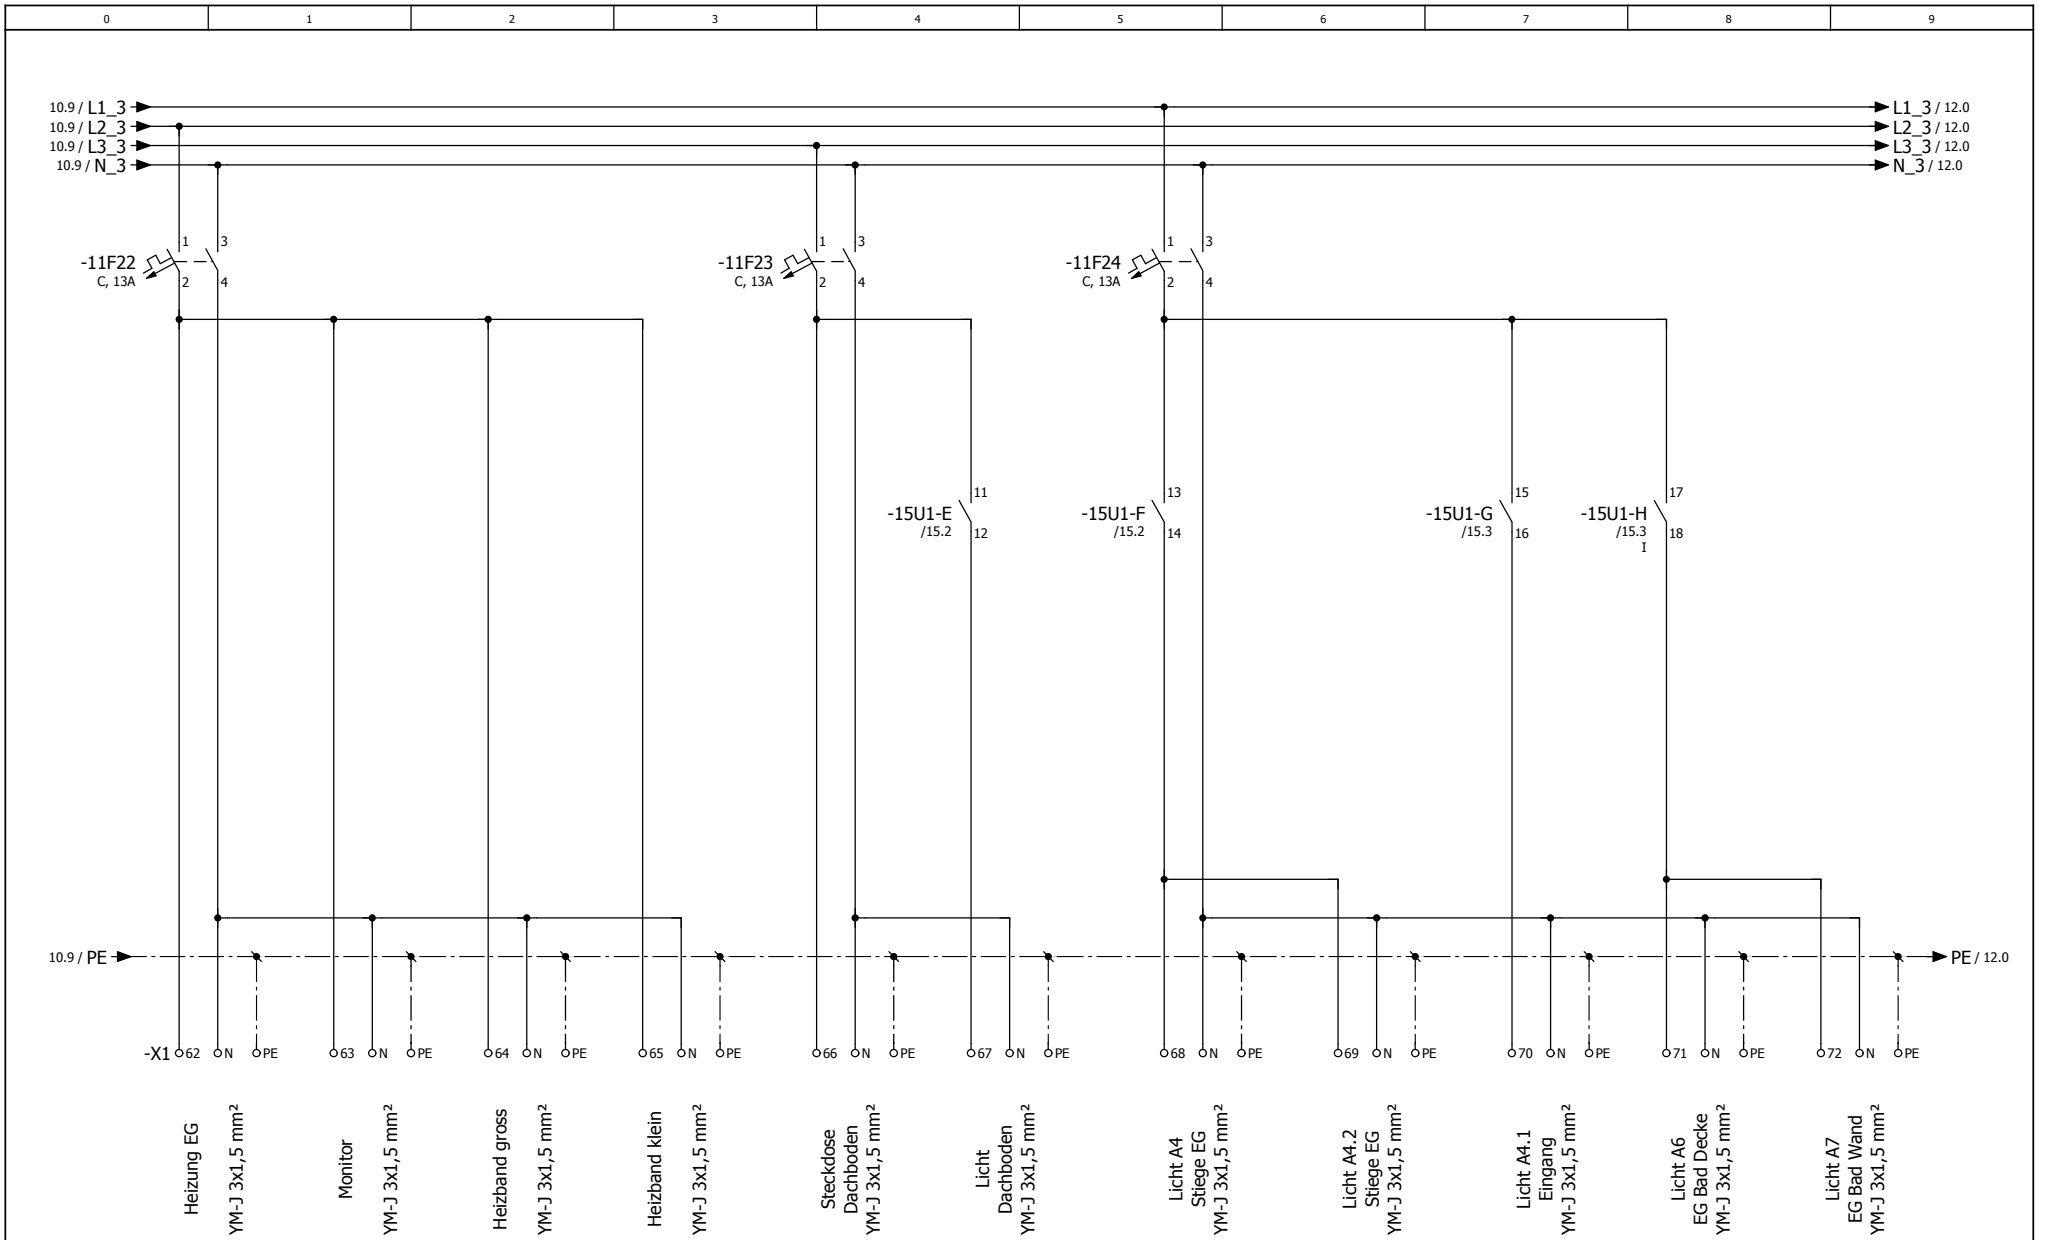 0 1 2 3 4 5 6 7 8 9
10.9 / L1_3 L1_3 / 12.0
10.9 / L2_3 L2_3 / 12.0
10.9 / L3_3 L3_3 / 12.0
10.9 / N_3 N_3 / 12.0
1 3 1 3 1 3
-11F22 -11F23 -11F24
C, 13A C, 13A C, 13A
2 4 2 4 2 4
11 13 15 17
-15U1-E -15U1-F -15U1-G -15U1-H
/15.2 /15.2 /15.3 /15.3
12 14 16 18
I
10.9 / PE PE / 12.0
-X1 62 N PE 63 N PE 64 N PE 65 N PE 66 N PE 67 N PE 68 N PE 69 N PE 70 N PE 71 N PE 72 N PE
Heizung EG
YM-J 3x1,5 mm²
Monitor
YM-J 3x1,5 mm²
Heizband gross
YM-J 3x1,5 mm²
Heizband klein
YM-J 3x1,5 mm²
Steckdose
Dachboden
YM-J 3x1,5 mm²
Licht
Dachboden
YM-J 3x1,5 mm²
Licht A4
Stiege EG
YM-J 3x1,5 mm²
Licht A4.2
Stiege EG
YM-J 3x1,5 mm²
Licht A4.1
Eingang
YM-J 3x1,5 mm²
Licht A6
EG Bad Decke
YM-J 3x1,5 mm²
Licht A7
EG Bad Wand
YM-J 3x1,5 mm²